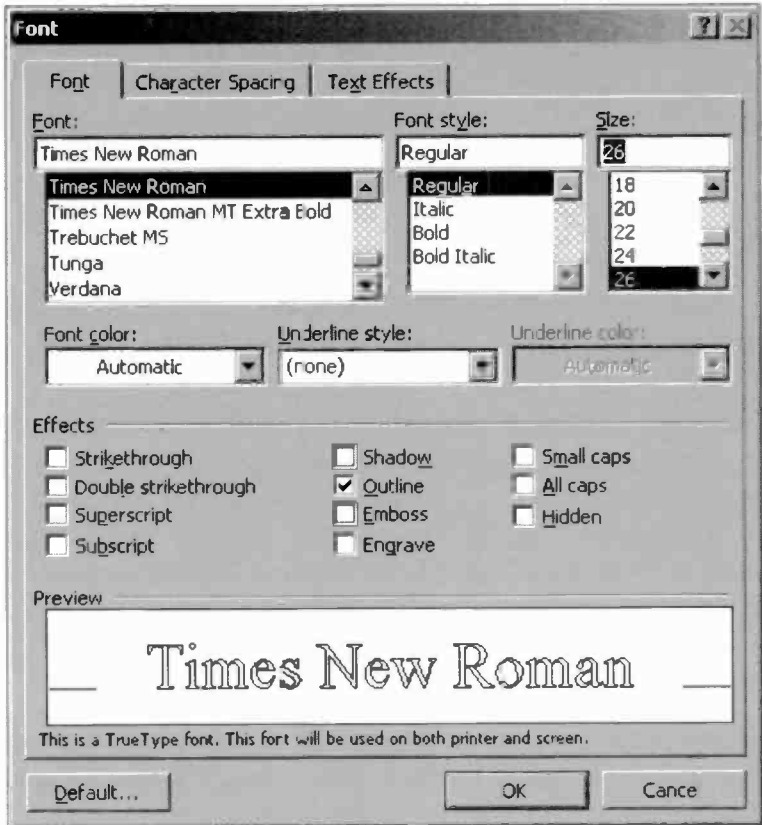 Font
Font Character Spacing Text Effects
Font: Font style: Size:
Times New Roman Regular 26
Times New Roman Regular 18
Times New Roman MT Extra Bold Italic 20
Trebuchet MS Bold 22
Tunga Bold Italic 24
Verdana 26
Font color: Underline style: Underline color:
Automatic (none) Automatic
Effects
Strikethrough Shadow Small caps
Double strikethrough Outline All caps
Superscript Emboss Hidden
Subscript Engrave
Preview
Times New Roman
This is a TrueType font. This font will be used on both printer and screen.
Default... OK Cance